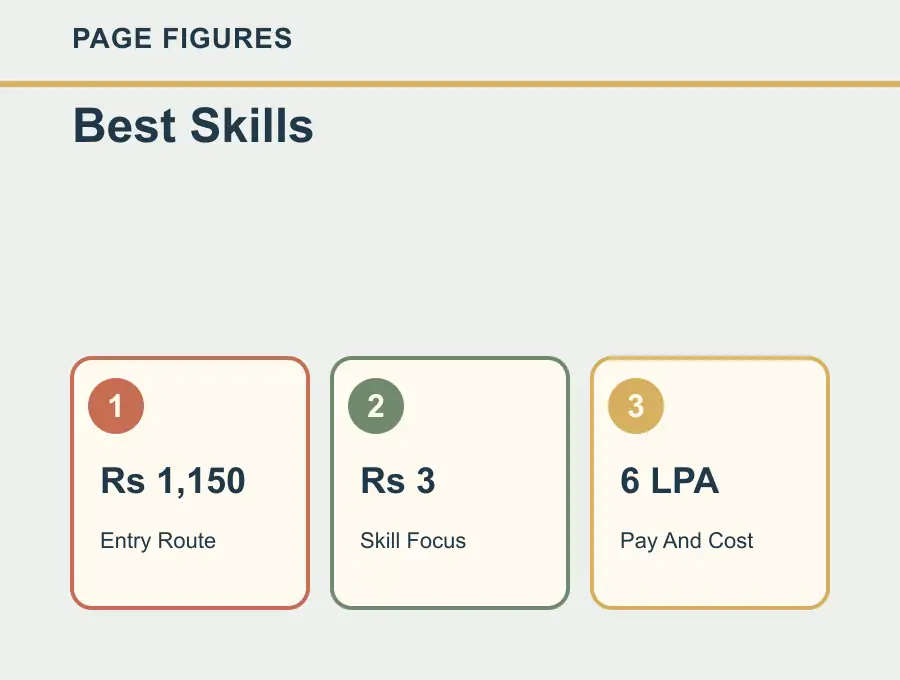 PAGE FIGURES
Best Skills
1
Rs 1,150
Entry Route
2
Rs 3
Skill Focus
3
6 LPA
Pay And Cost